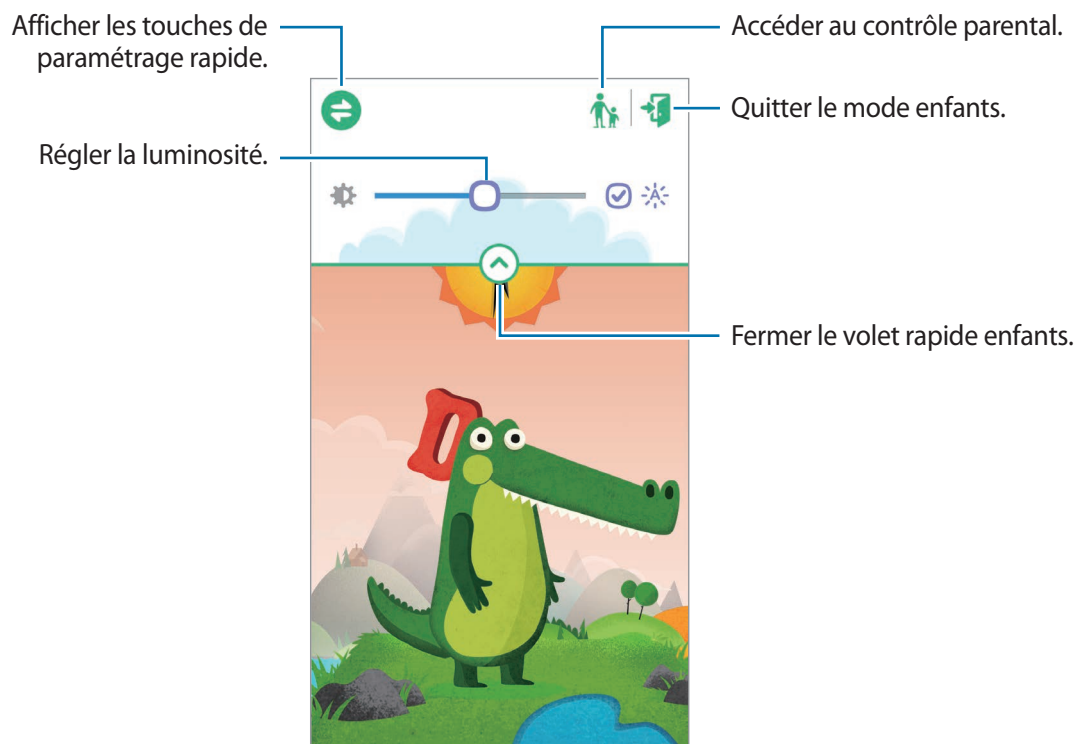 Afficher les touches de
paramétrage rapide.
Accéder au contrôle parental.
Quitter le mode enfants.
Régler la luminosité.
A
Fermer le volet rapide enfants.